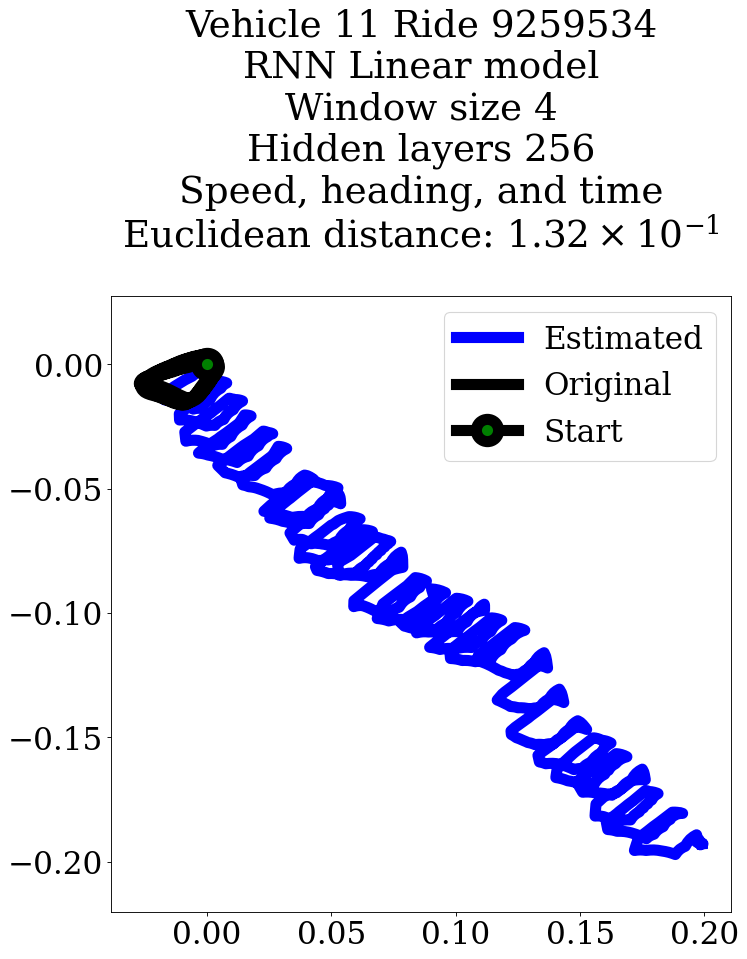 Vehicle 11 Ride 9259534
RNN Linear model
Window size 4
Hidden layers 256
Speed, heading, and time
Euclidean distance: 1.32 × 10⁻¹
Estimated
Original
Start
0.00
−0.05
−0.10
−0.15
−0.20
0.00 0.05 0.10 0.15 0.20